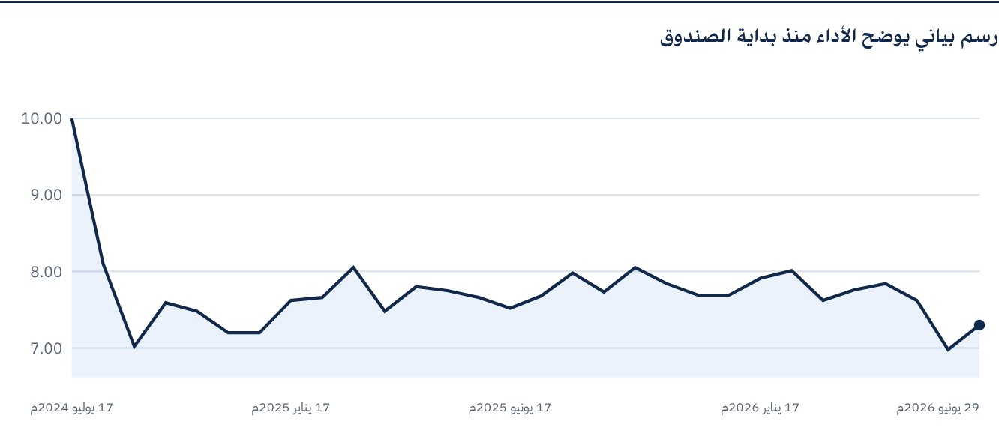 رسم بياني يوضح الأداء منذ بداية الصندوق
10.00
9.00
8.00
7.00
17 يوليو 2024م
17 يناير 2025م
17 يونيو 2025م
17 يناير 2026م
29 يونيو 2026م